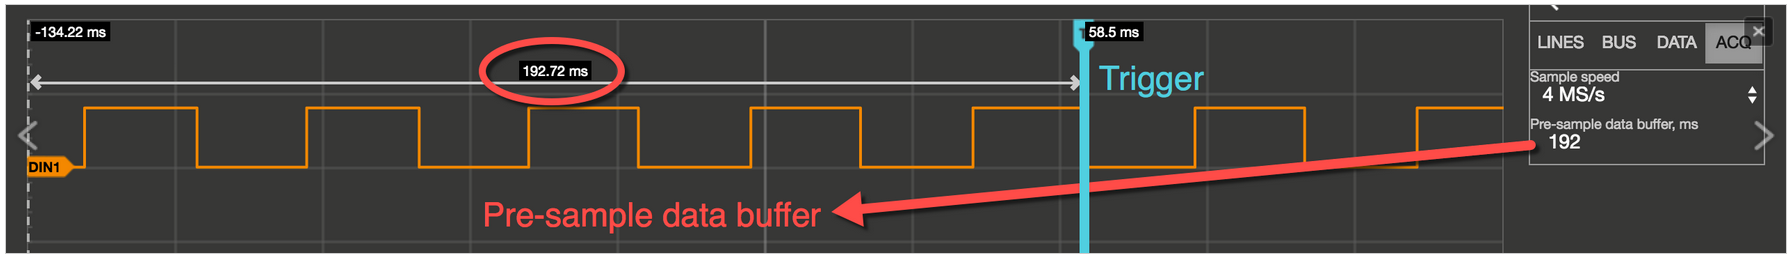 -134.22 ms
192.72 ms
58.5 ms
Trigger
DIN1
Pre-sample data buffer
LINES BUS DATA ACQ
Sample speed
4 MS/s
Pre-sample data buffer, ms
192